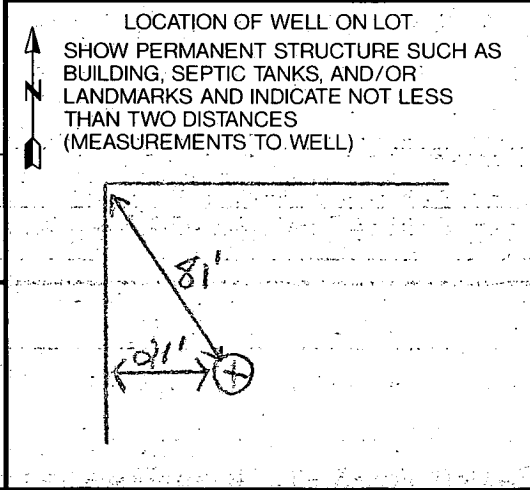 LOCATION OF WELL ON LOT
SHOW PERMANENT STRUCTURE SUCH AS
BUILDING, SEPTIC TANKS, AND/OR
N
LANDMARKS AND INDICATE NOT LESS
THAN TWO DISTANCES
(MEASUREMENTS TO WELL)
81'